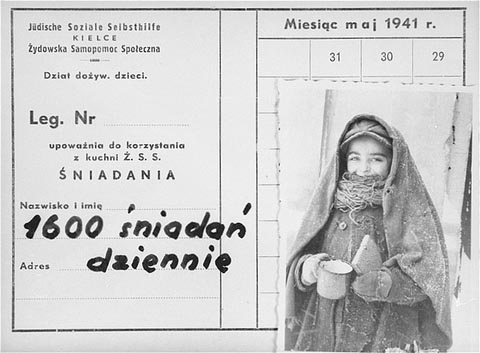 Jüdische Soziale Selbsthilfe
KIELCE
Żydowska Samopomoc Społeczna
Dział dożyw. dzieci.
Leg. Nr
upoważnia do korzystania
z kuchni Ż. S. S.
ŚNIADANIA
Nazwisko i imię
1600 śniadań
dziennie
Adres
Miesiąc maj 1941 r.
31 30 29